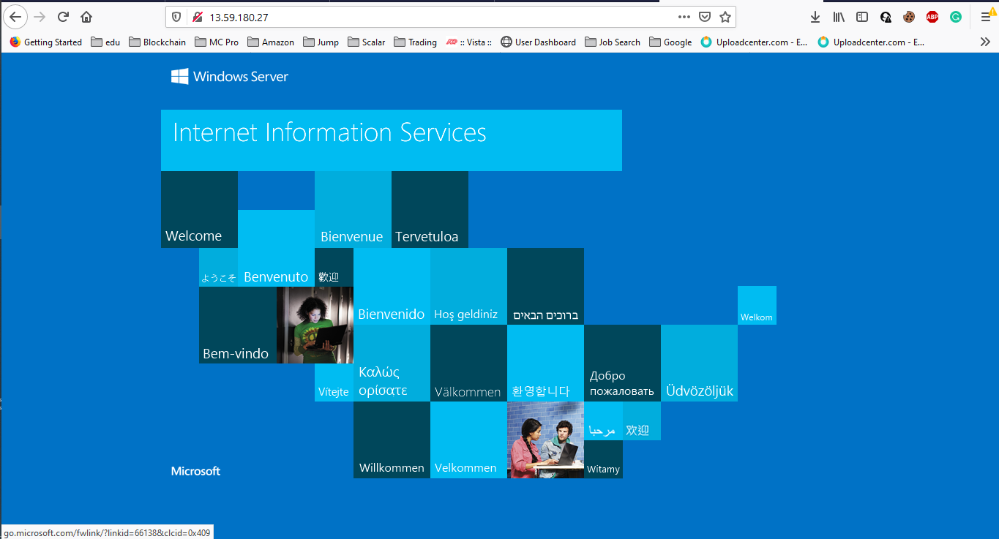 13.59.180.27
Getting Started edu Blockchain MC Pro Amazon Jump Scalar Trading :: Vista :: User Dashboard Job Search Google Uploadcenter.com - E... Uploadcenter.com - E...
Windows Server
Internet Information Services
Welcome
Bienvenue
Tervetuloa
ようこそ
Benvenuto
歡迎
Bienvenido
Hoş geldiniz
ברוכים הבאים
Welkom
Bem-vindo
Vítejte
Καλώς
ορίσατε
Välkommen
환영합니다
Добро
пожаловать
Üdvözöljük
Microsoft
Willkommen
Velkommen
مرحبا
欢迎
Witamy
go.microsoft.com/fwlink/?linkid=66138&clcid=0x409